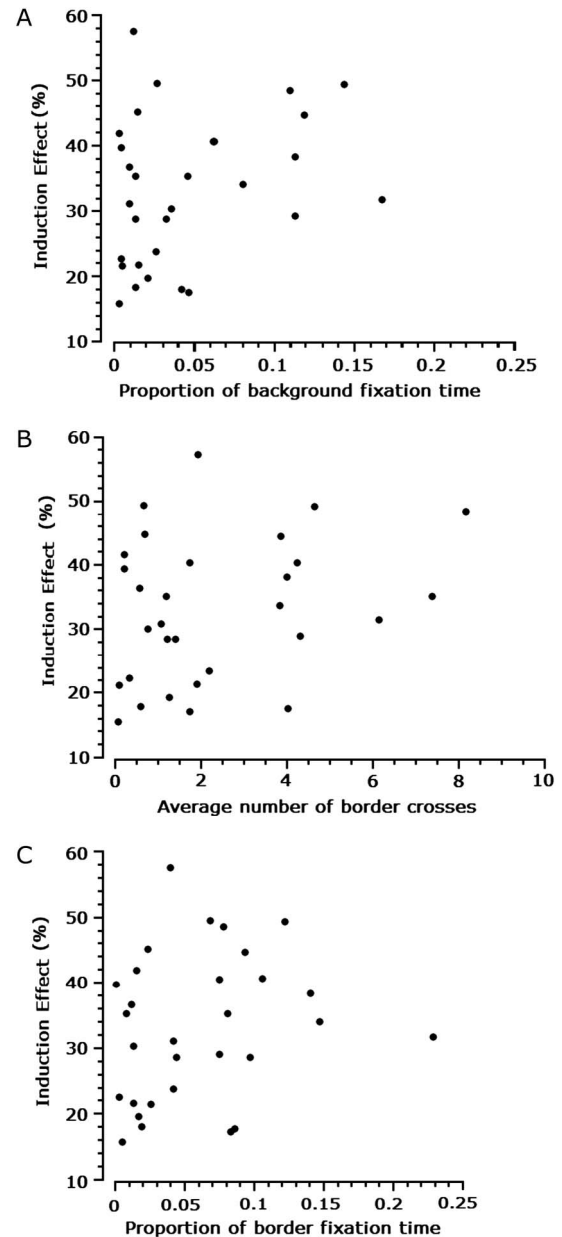 A
60
50
40
30
20
10
Induction Effect (%)
0 0.05 0.1 0.15 0.2 0.25
Proportion of background fixation time
B
60
50
40
30
20
10
Induction Effect (%)
0 2 4 6 8 10
Average number of border crosses
C
60
50
40
30
20
10
Induction Effect (%)
0 0.05 0.1 0.15 0.2 0.25
Proportion of border fixation time